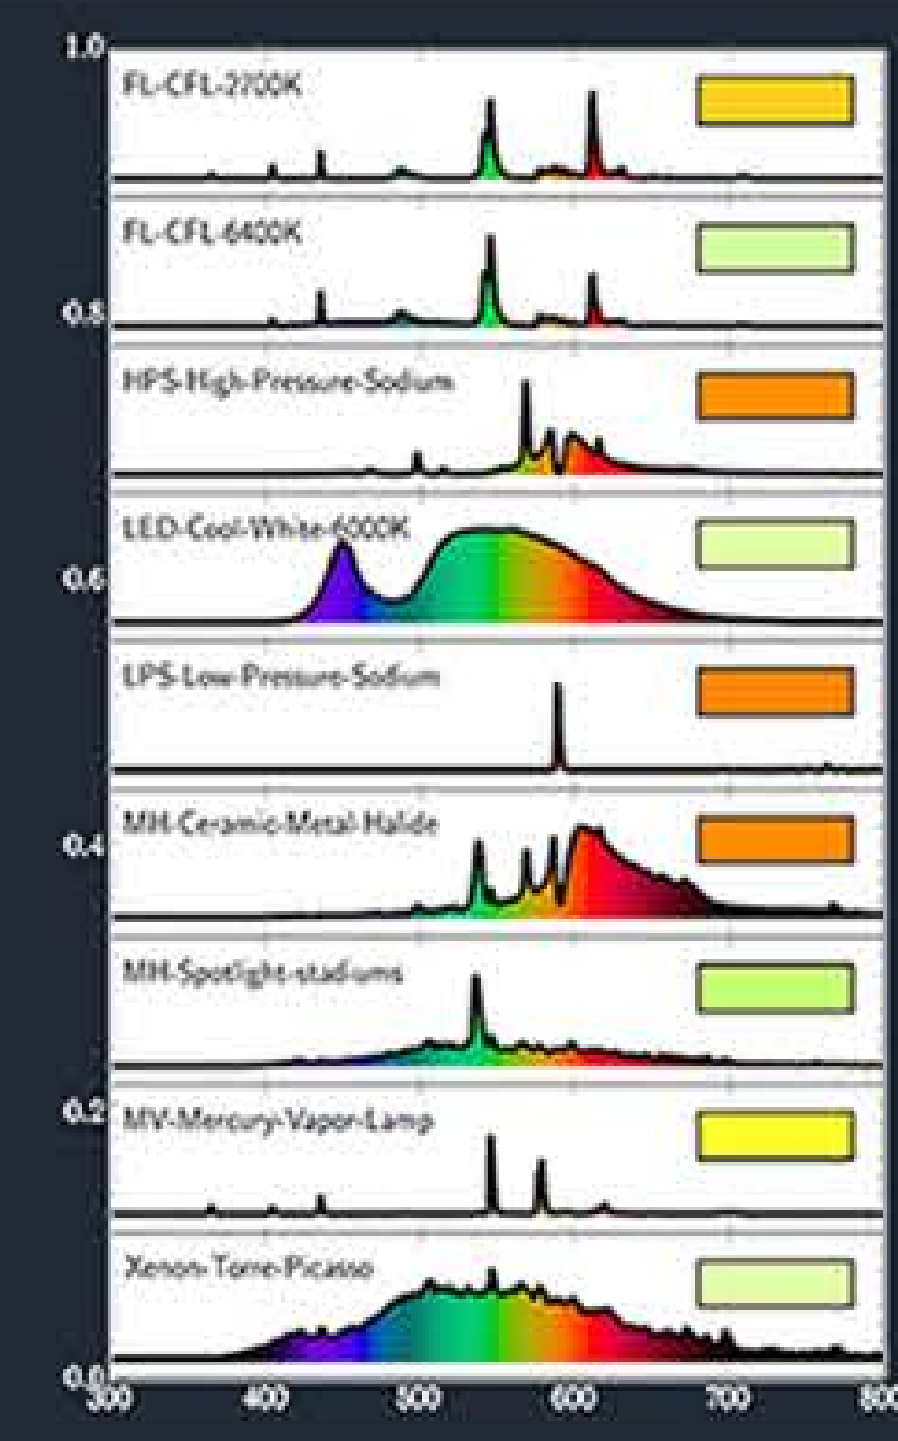 1.0
FL-CFL-2700K
FL-CFL-6400K
0.8
HPS-High-Pressure-Sodium
LED-Cool-White-6000K
0.6
LPS-Low-Pressure-Sodium
MH-Ceramic-Metal-Halide
0.4
MH-Spotlight-stadiums
0.2
MV-Mercury-Vapor-Lamp
Xenon-Torre-Picasso
0.0
300 400 500 600 700 800